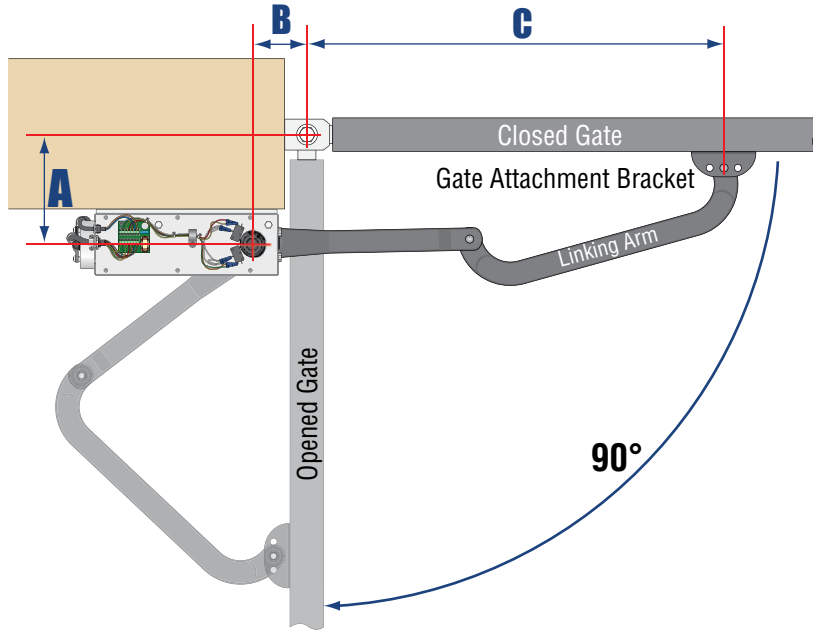 B
C
A
Closed Gate
Gate Attachment Bracket
Linking Arm
Opened Gate
90°